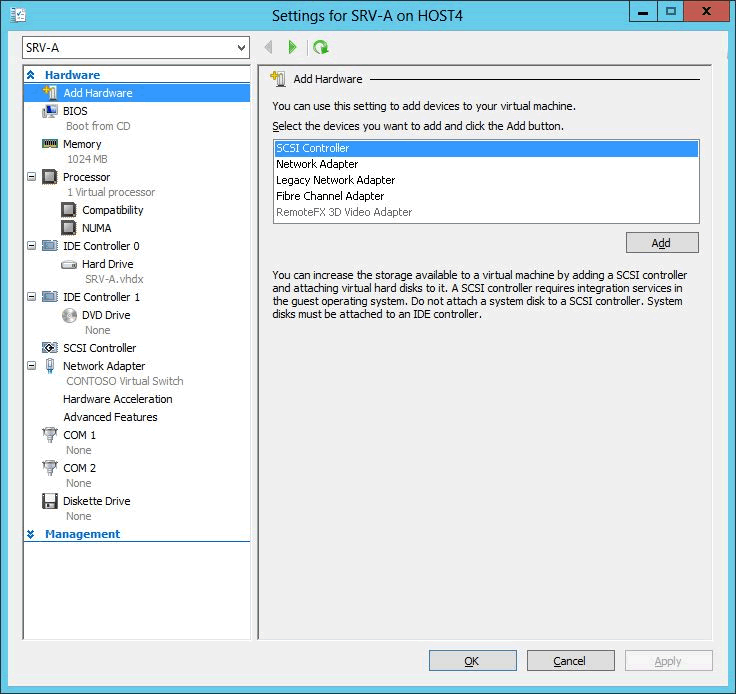 Settings for SRV-A on HOST4
SRV-A
Hardware
Add Hardware
BIOS
Boot from CD
Memory
1024 MB
Processor
1 Virtual processor
Compatibility
NUMA
IDE Controller 0
Hard Drive
SRV-A.vhdx
IDE Controller 1
DVD Drive
None
SCSI Controller
Network Adapter
CONTOSO Virtual Switch
Hardware Acceleration
Advanced Features
COM 1
None
COM 2
None
Diskette Drive
None
Management
Add Hardware
You can use this setting to add devices to your virtual machine.
Select the devices you want to add and click the Add button.
SCSI Controller
Network Adapter
Legacy Network Adapter
Fibre Channel Adapter
RemoteFX 3D Video Adapter
Add
You can increase the storage available to a virtual machine by adding a SCSI controller
and attaching virtual hard disks to it. A SCSI controller requires integration services in
the guest operating system. Do not attach a system disk to a SCSI controller. System
disks must be attached to an IDE controller.
OK
Cancel
Apply